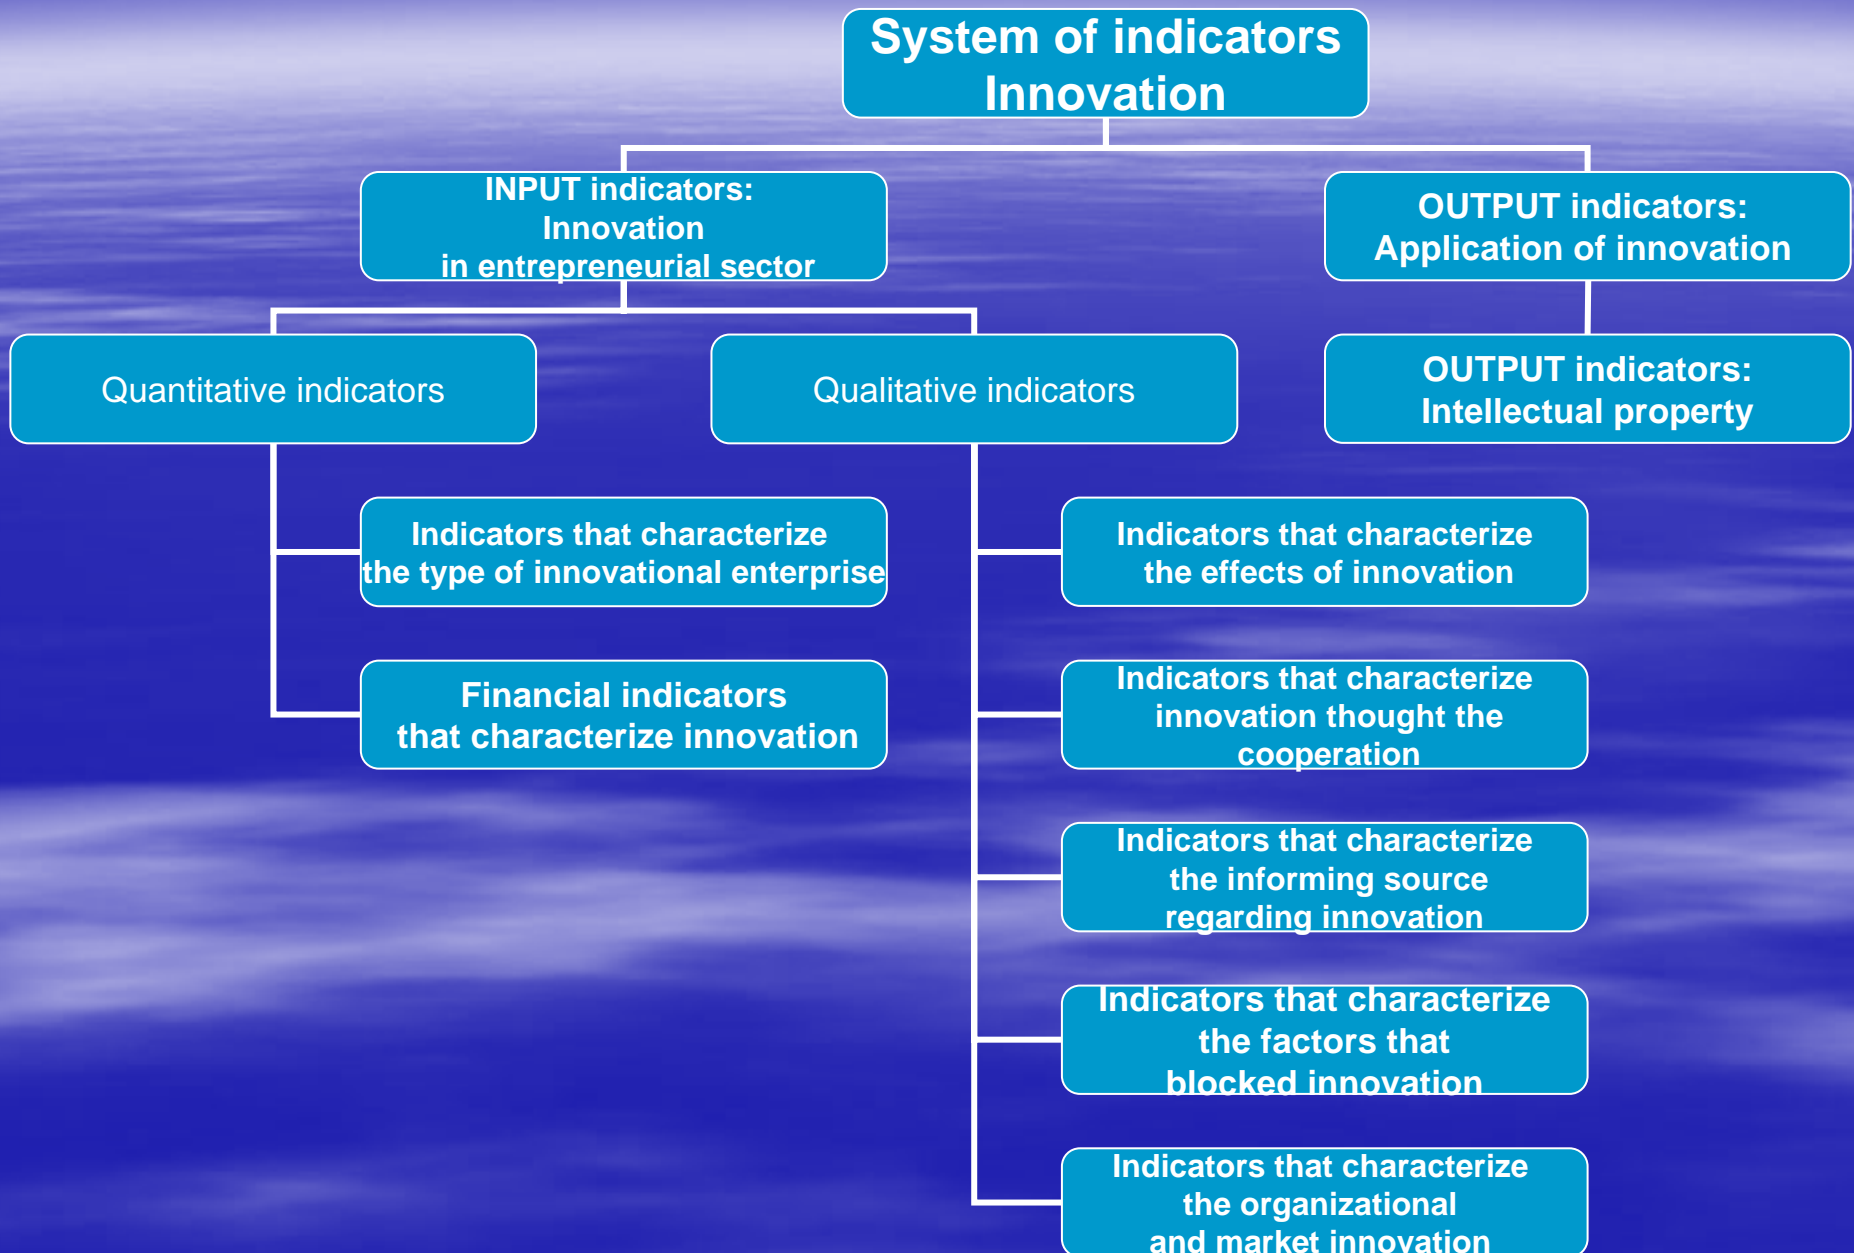 System of indicators
Innovation
INPUT indicators:
Innovation
in entrepreneurial sector
OUTPUT indicators:
Application of innovation
Quantitative indicators
Qualitative indicators
OUTPUT indicators:
Intellectual property
Indicators that characterize
the type of innovational enterprise
Financial indicators
that characterize innovation
Indicators that characterize
the effects of innovation
Indicators that characterize
innovation thought the
cooperation
Indicators that characterize
the informing source
regarding innovation
Indicators that characterize
the factors that
blocked innovation
Indicators that characterize
the organizational
and market innovation